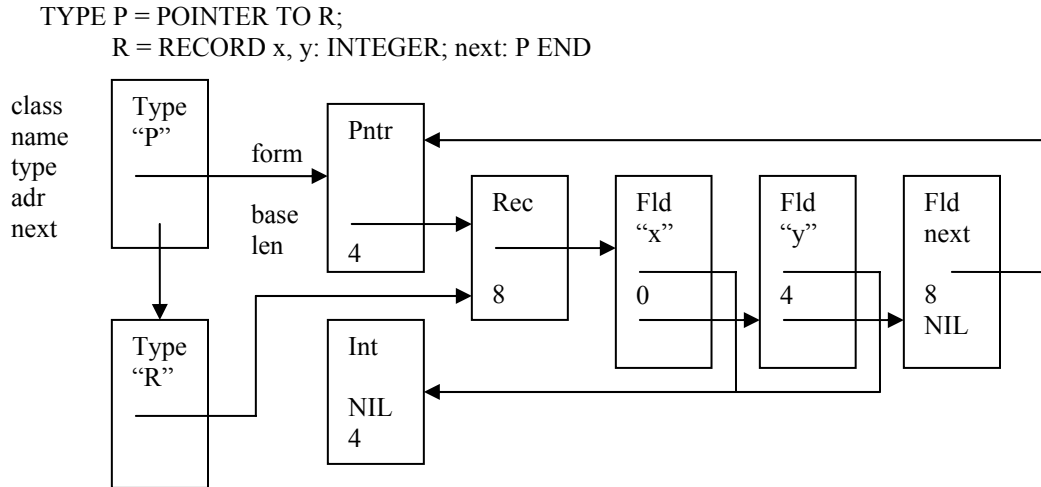 TYPE P = POINTER TO R;
R = RECORD x, y: INTEGER; next: P END
class
name
type
adr
next
Type
“P”
form
base
len
Pntr
4
Rec
8
Fld
“x”
0
Fld
“y”
4
Fld
next
8
NIL
Type
“R”
Int
NIL
4